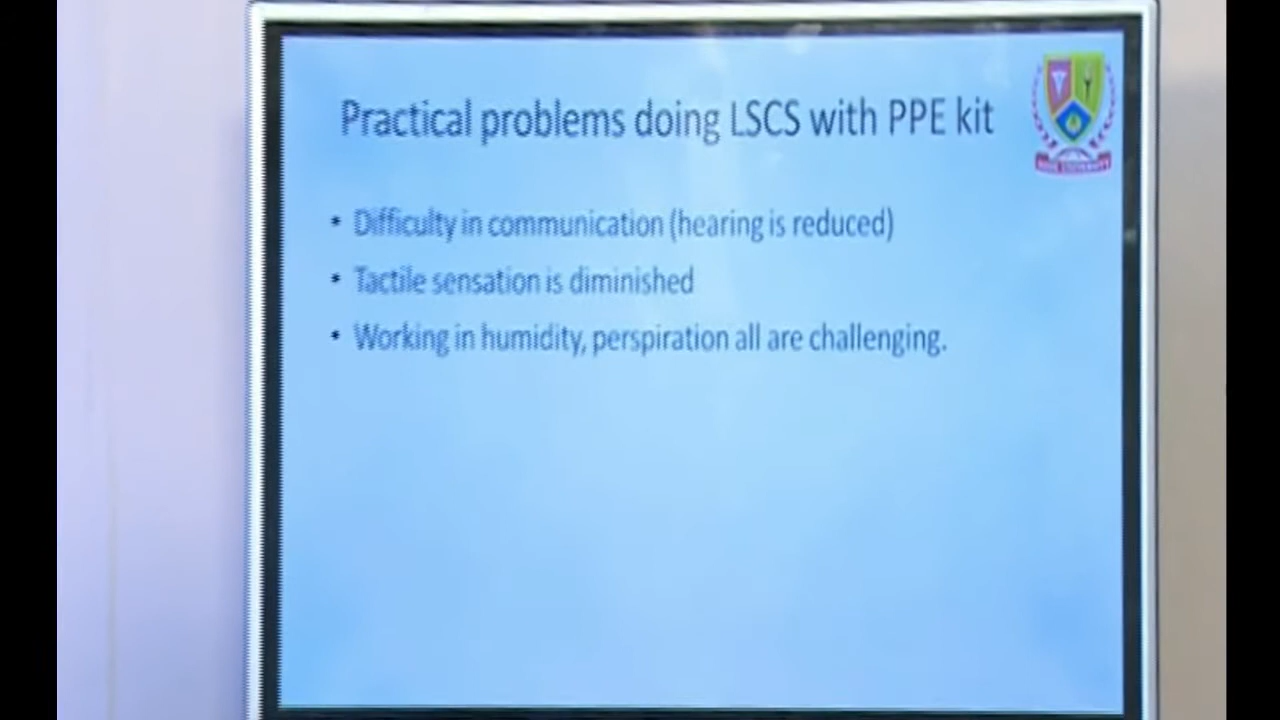 Practical problems doing LSCS with PPE kit
• Difficulty in communication (hearing is reduced)
• Tactile sensation is diminished
• Working in humidity, perspiration all are challenging.